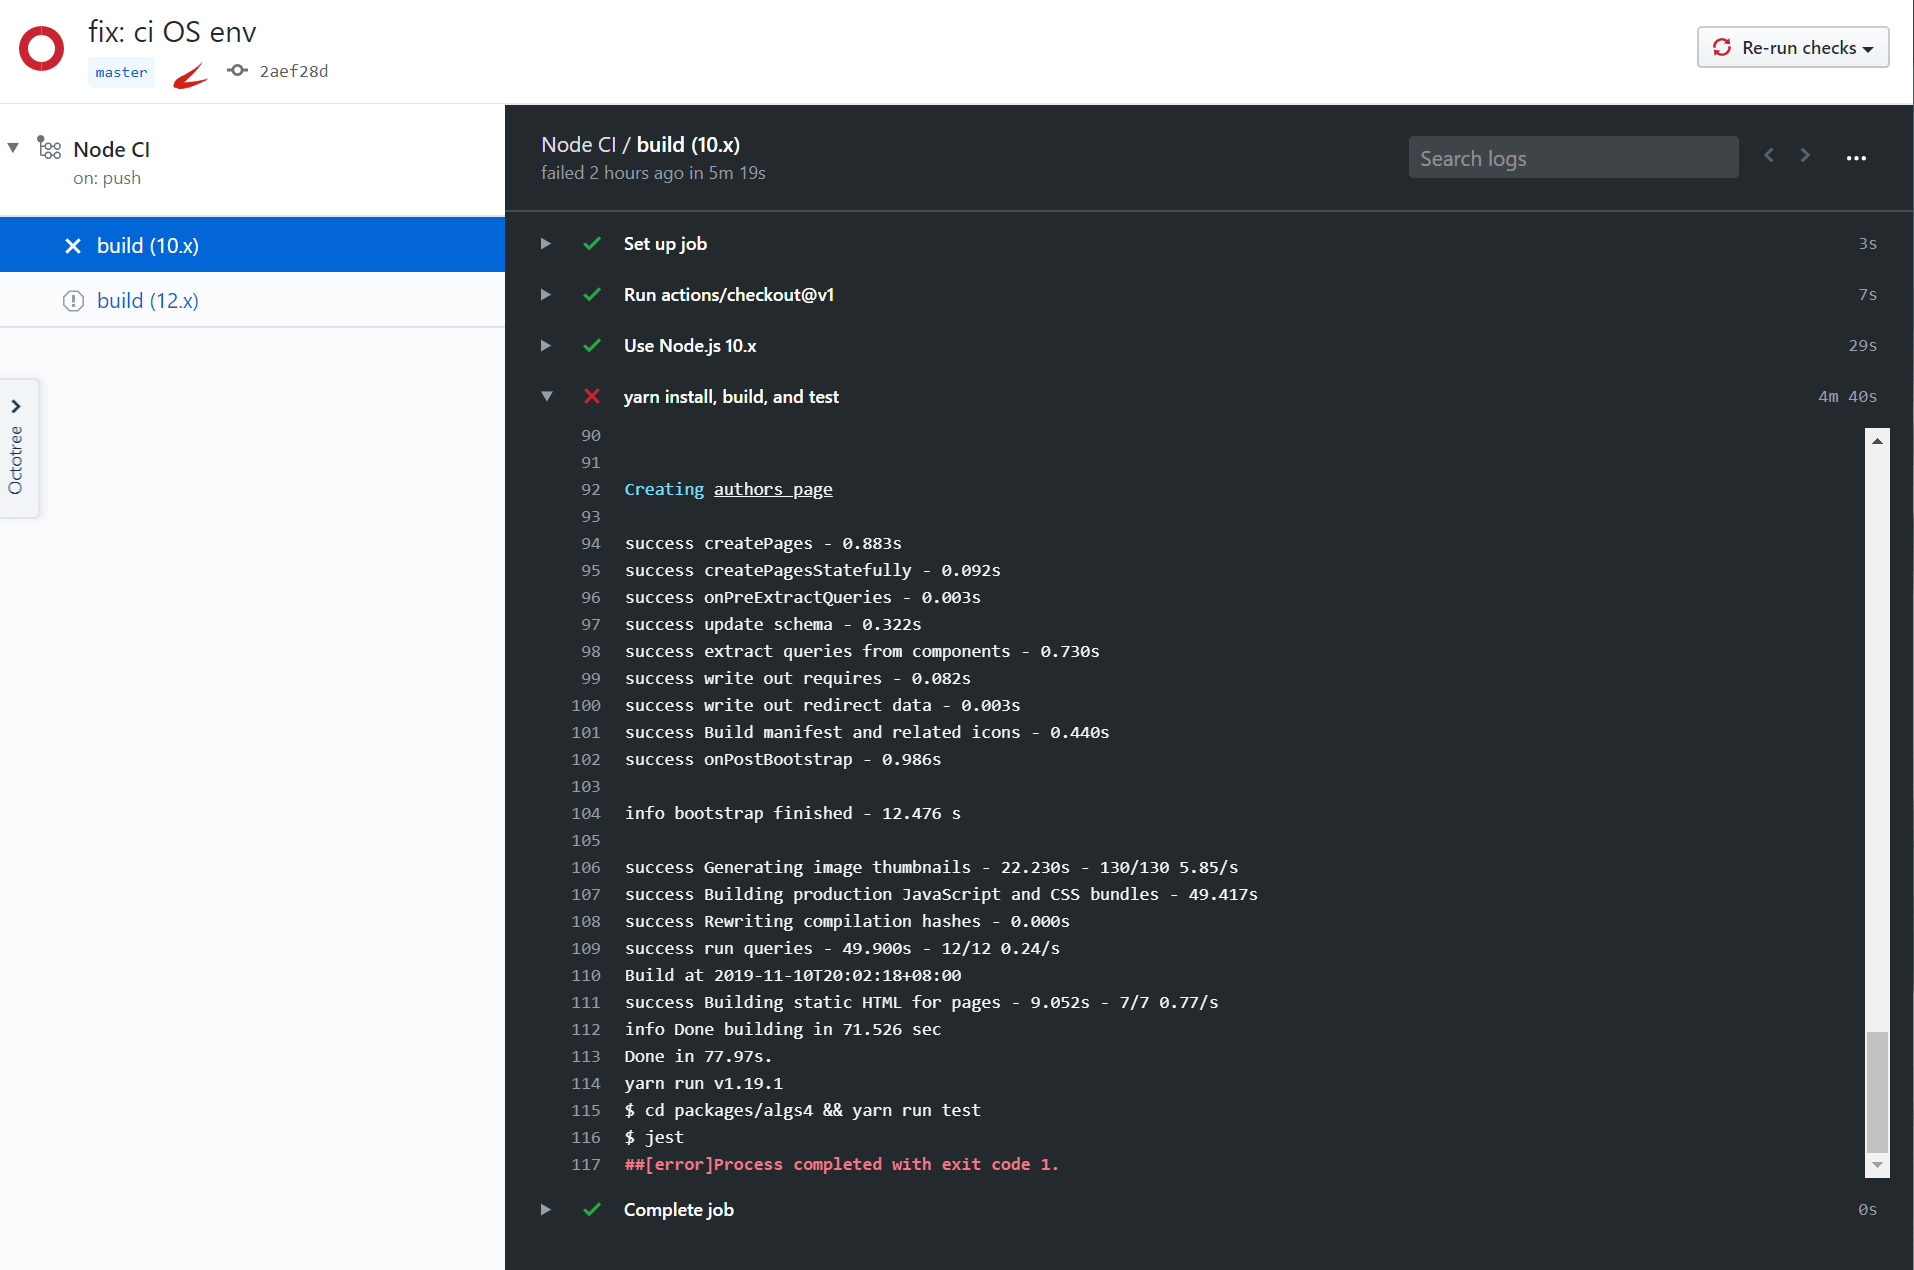 fix: ci OS env
master 2aef28d
Re-run checks
Node CI
on: push
build (10.x)
build (12.x)
Octotree
Node CI / build (10.x)
failed 2 hours ago in 5m 19s
Search logs
Set up job 3s
Run actions/checkout@v1 7s
Use Node.js 10.x 29s
yarn install, build, and test 4m 40s
90
91
92 Creating authors page
93
94 success createPages - 0.883s
95 success createPagesStatefully - 0.092s
96 success onPreExtractQueries - 0.003s
97 success update schema - 0.322s
98 success extract queries from components - 0.730s
99 success write out requires - 0.082s
100 success write out redirect data - 0.003s
101 success Build manifest and related icons - 0.440s
102 success onPostBootstrap - 0.986s
103
104 info bootstrap finished - 12.476 s
105
106 success Generating image thumbnails - 22.230s - 130/130 5.85/s
107 success Building production JavaScript and CSS bundles - 49.417s
108 success Rewriting compilation hashes - 0.000s
109 success run queries - 49.900s - 12/12 0.24/s
110 Build at 2019-11-10T20:02:18+08:00
111 success Building static HTML for pages - 9.052s - 7/7 0.77/s
112 info Done building in 71.526 sec
113 Done in 77.97s.
114 yarn run v1.19.1
115 $ cd packages/algs4 && yarn run test
116 $ jest
117 ##[error]Process completed with exit code 1.
Complete job 0s